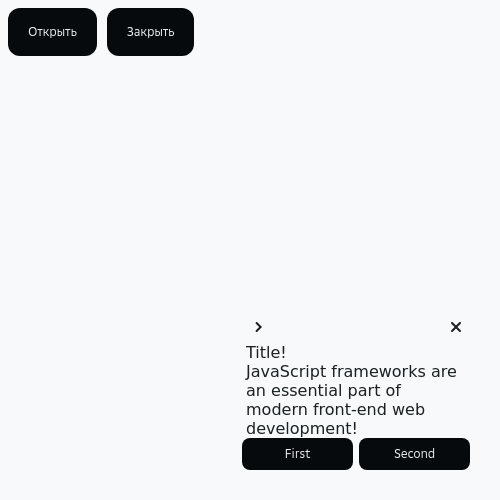 Открыть Закрыть
Title!
JavaScript frameworks are
an essential part of
modern front-end web
development!
First Second